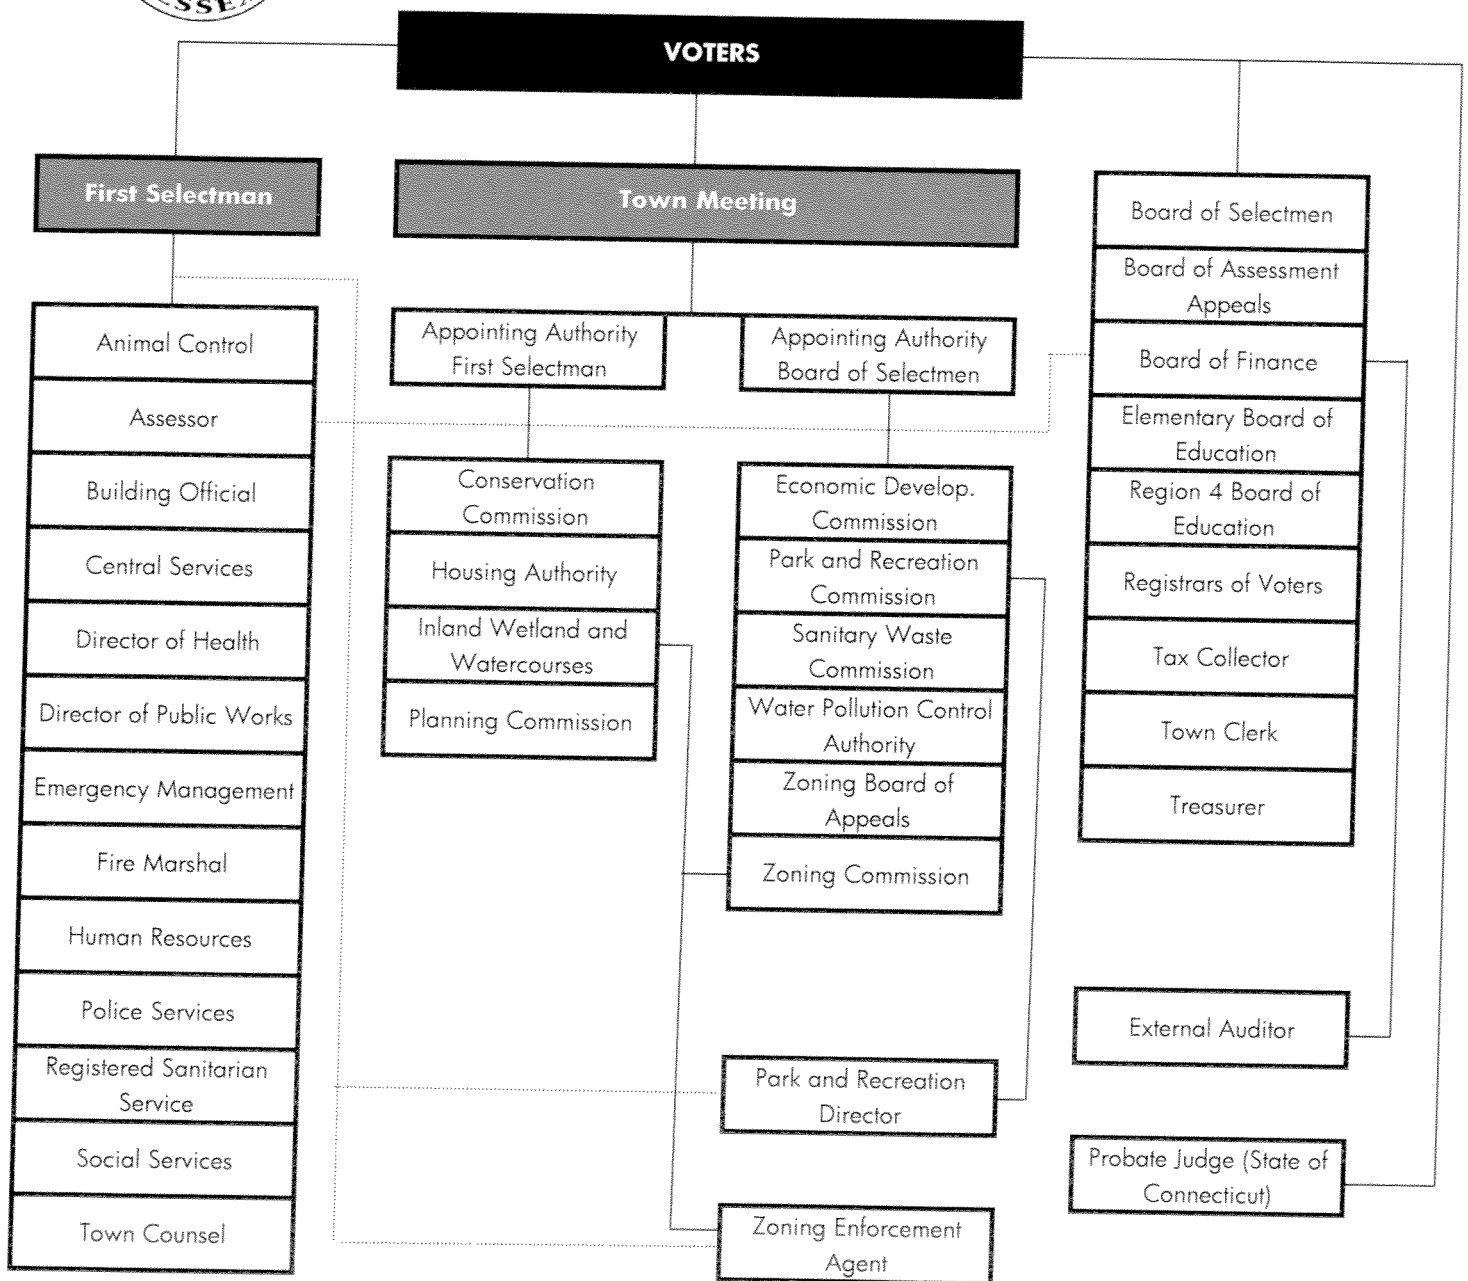 VOTERS
First Selectman
Town Meeting
Animal Control
Assessor
Building Official
Central Services
Director of Health
Director of Public Works
Emergency Management
Fire Marshal
Human Resources
Police Services
Registered Sanitarian
Service
Social Services
Town Counsel
Appointing Authority
First Selectman
Conservation
Commission
Housing Authority
Inland Wetland and
Watercourses
Planning Commission
Appointing Authority
Board of Selectmen
Economic Develop.
Commission
Park and Recreation
Commission
Sanitary Waste
Commission
Water Pollution Control
Authority
Zoning Board of
Appeals
Zoning Commission
Park and Recreation
Director
Zoning Enforcement
Agent
Board of Selectmen
Board of Assessment
Appeals
Board of Finance
Elementary Board of
Education
Region 4 Board of
Education
Registrars of Voters
Tax Collector
Town Clerk
Treasurer
External Auditor
Probate Judge (State of
Connecticut)